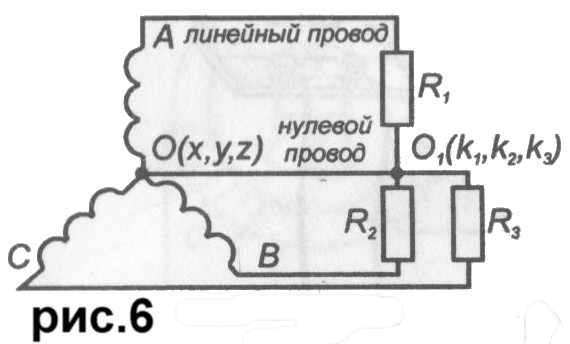 A линейный провод
R₁
нулевой
O(x,y,z) провод O₁(k₁,k₂,k₃)
R₂ R₃
C B
рис.6